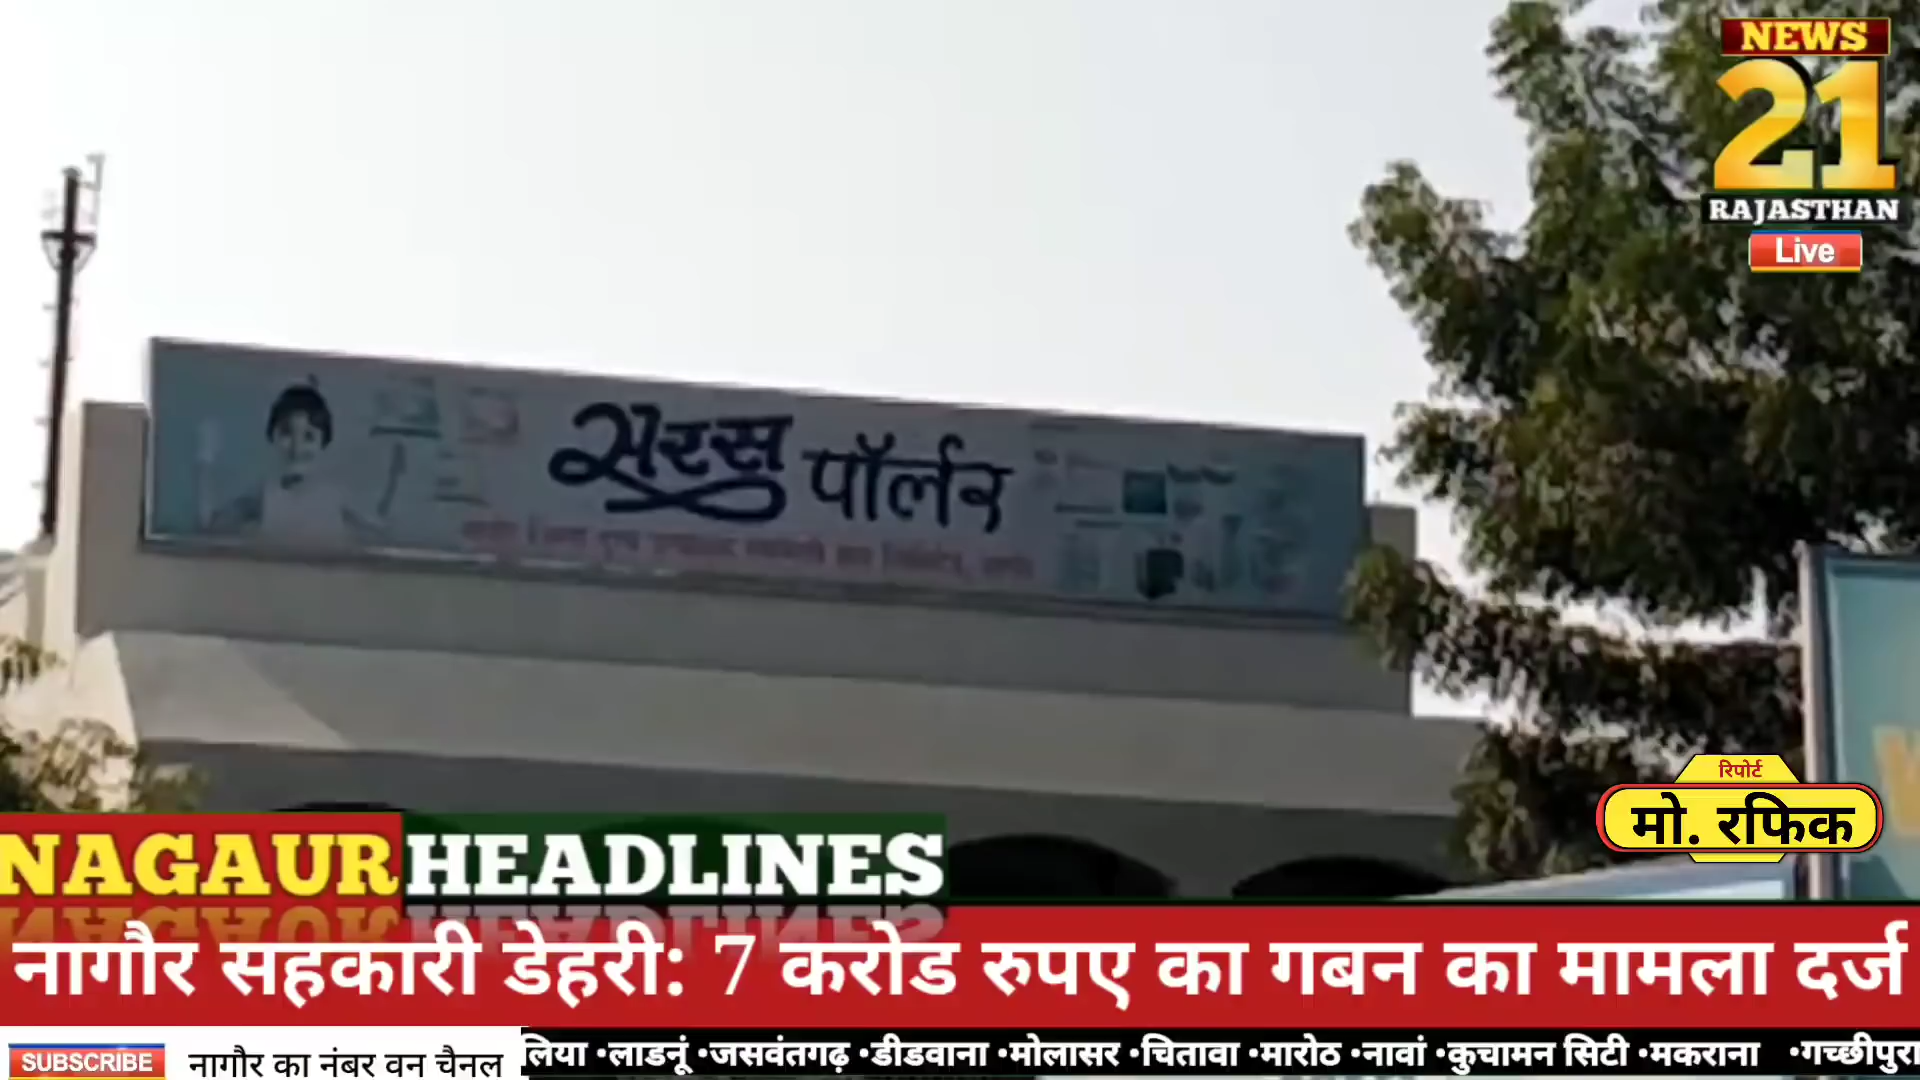 NEWS
21
RAJASTHAN
Live
सरस पॉर्लर
रिपोर्ट
मो. रफिक
NAGAUR HEADLINES
नागौर सहकारी डेहरी: 7 करोड रुपए का गबन का मामला दर्ज
SUBSCRIBE नागौर का नंबर वन चैनल लिया •लाडनूं •जसवंतगढ़ •डीडवाना •मोलासर •चितावा •मारोठ •नावां •कुचामन सिटी •मकराना •गच्छीपुरा